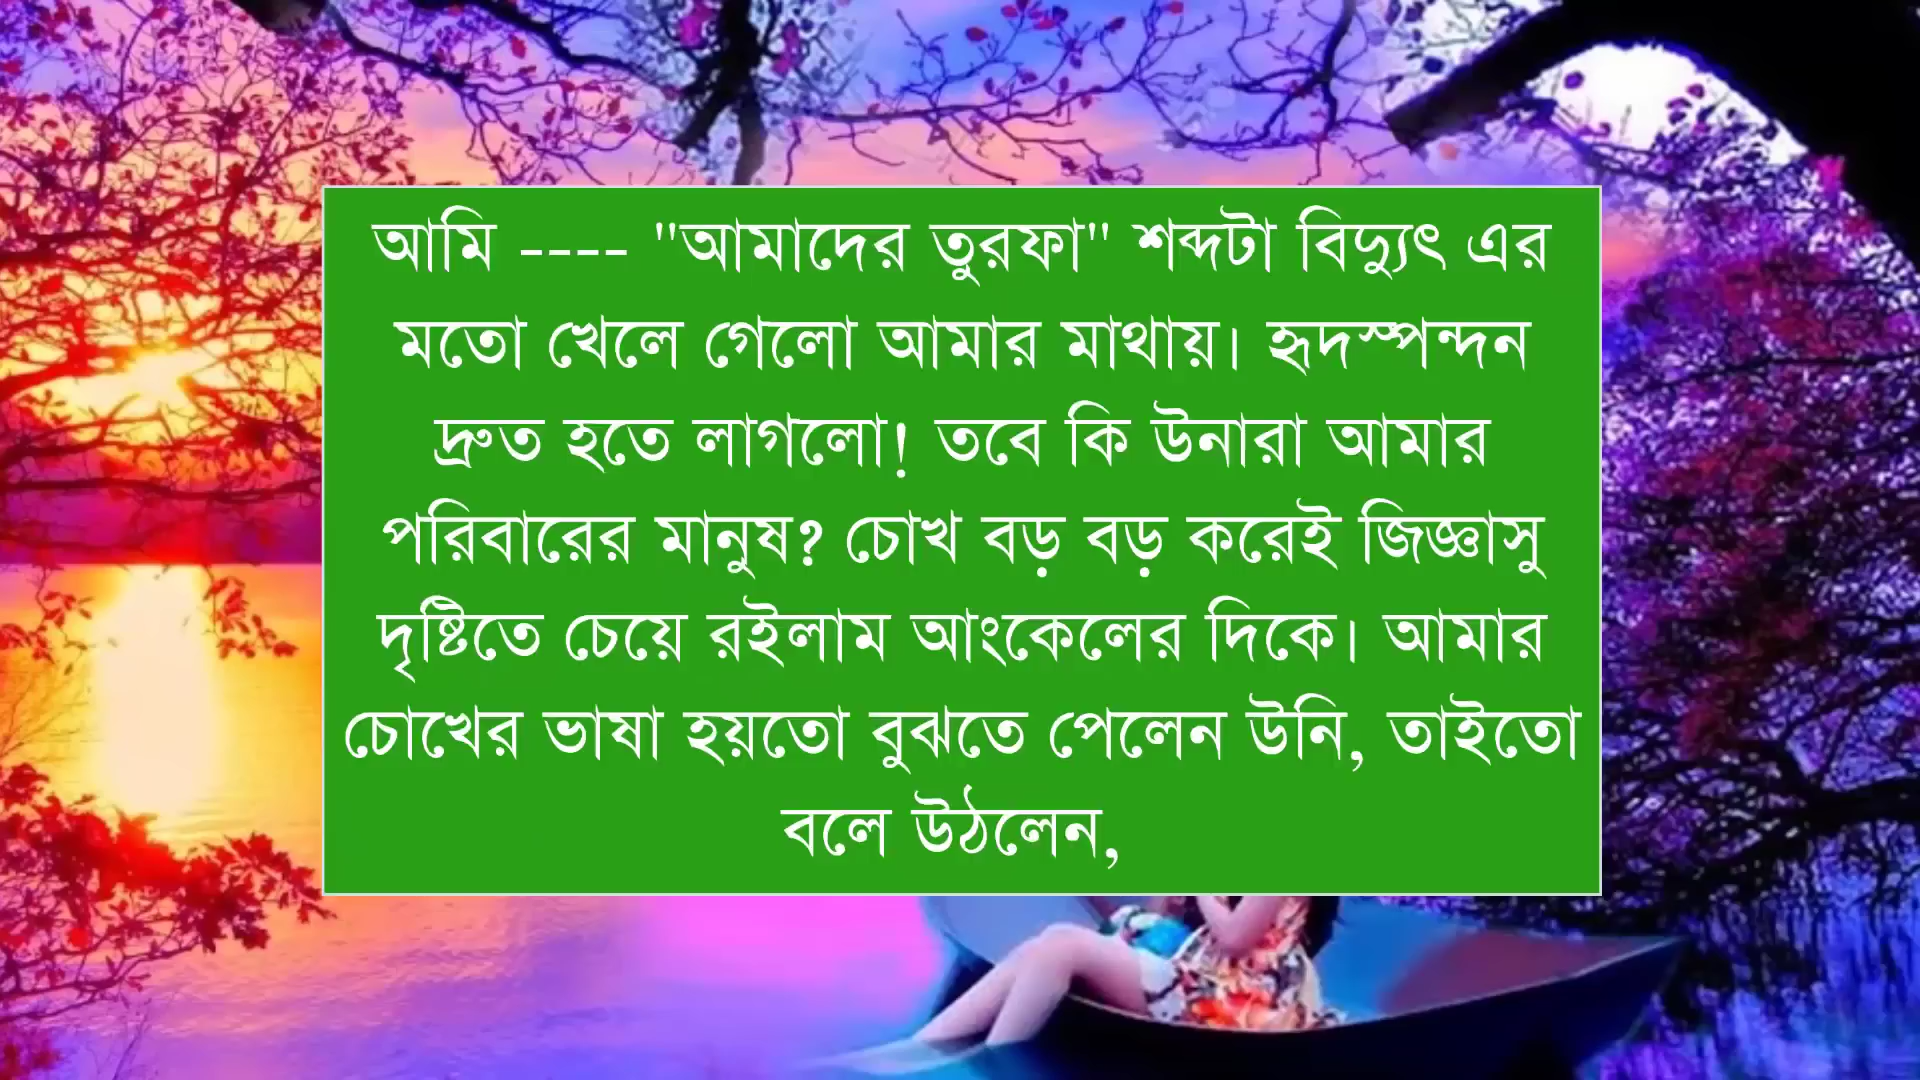 আমি ---- "আমাদের তুরফা" শব্দটা বিদ্যুৎ এর
মতো খেলে গেলো আমার মাথায়। হৃদস্পন্দন
দ্রুত হতে লাগলো! তবে কি উনারা আমার
পরিবারের মানুষ? চোখ বড় বড় করেই জিজ্ঞাসু
দৃষ্টিতে চেয়ে রইলাম আংকেলের দিকে। আমার
চোখের ভাষা হয়তো বুঝতে পেলেন উনি, তাইতো
বলে উঠলেন,